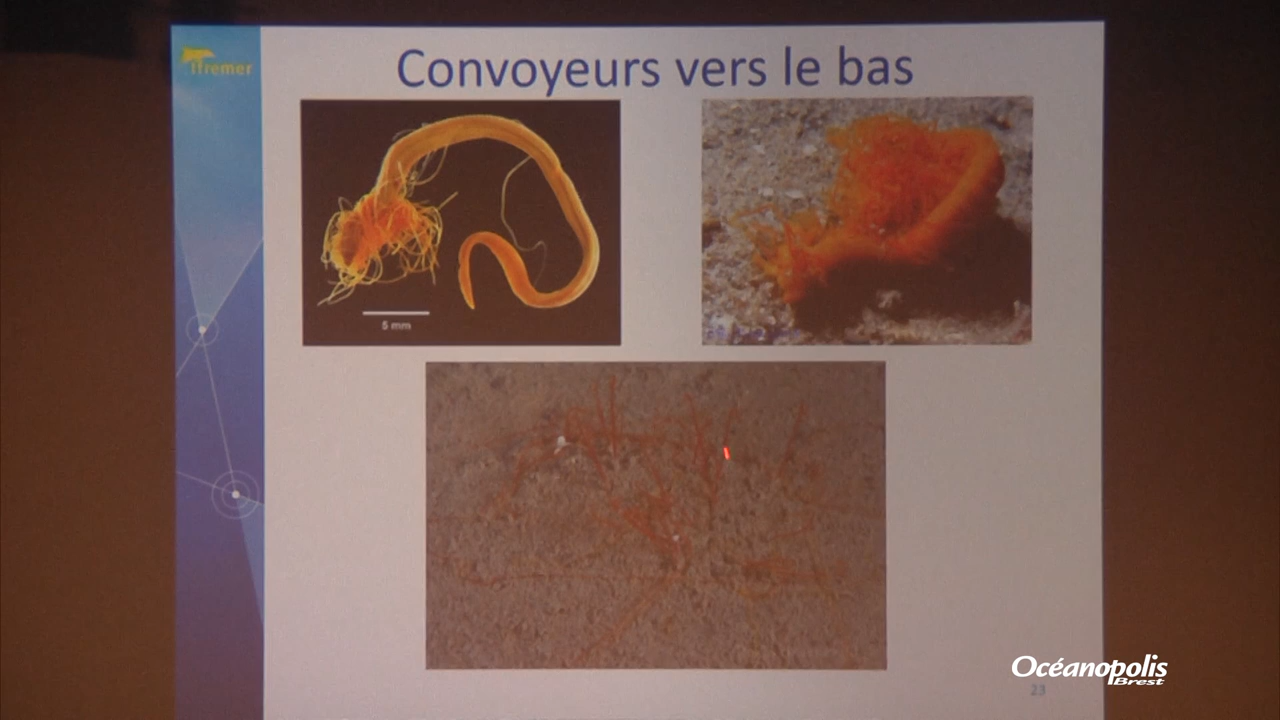 Ifremer
Convoyeurs vers le bas
5 mm
Océanopolis
Brest
23